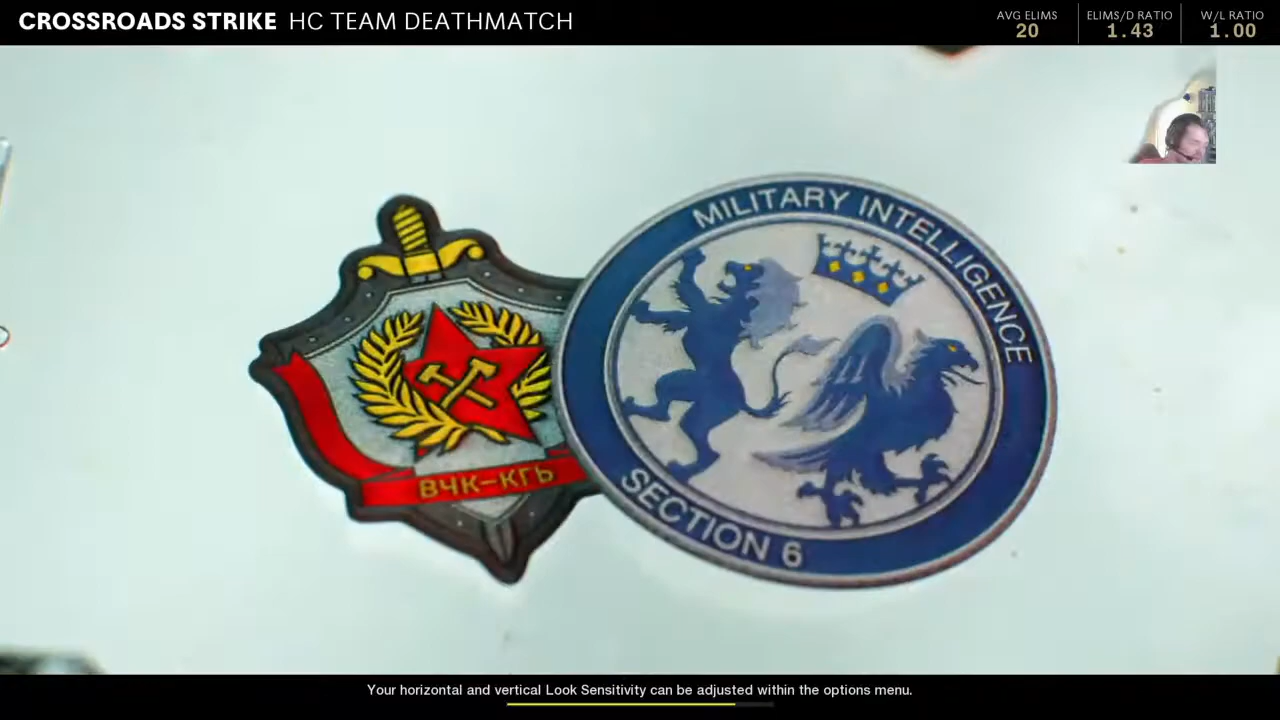 CROSSROADS STRIKE HC TEAM DEATHMATCH
AVG ELIMS
20
ELIMS/D RATIO
1.43
W/L RATIO
1.00
MILITARY INTELLIGENCE
SECTION 6
ВЧК-КГЬ
Your horizontal and vertical Look Sensitivity can be adjusted within the options menu.